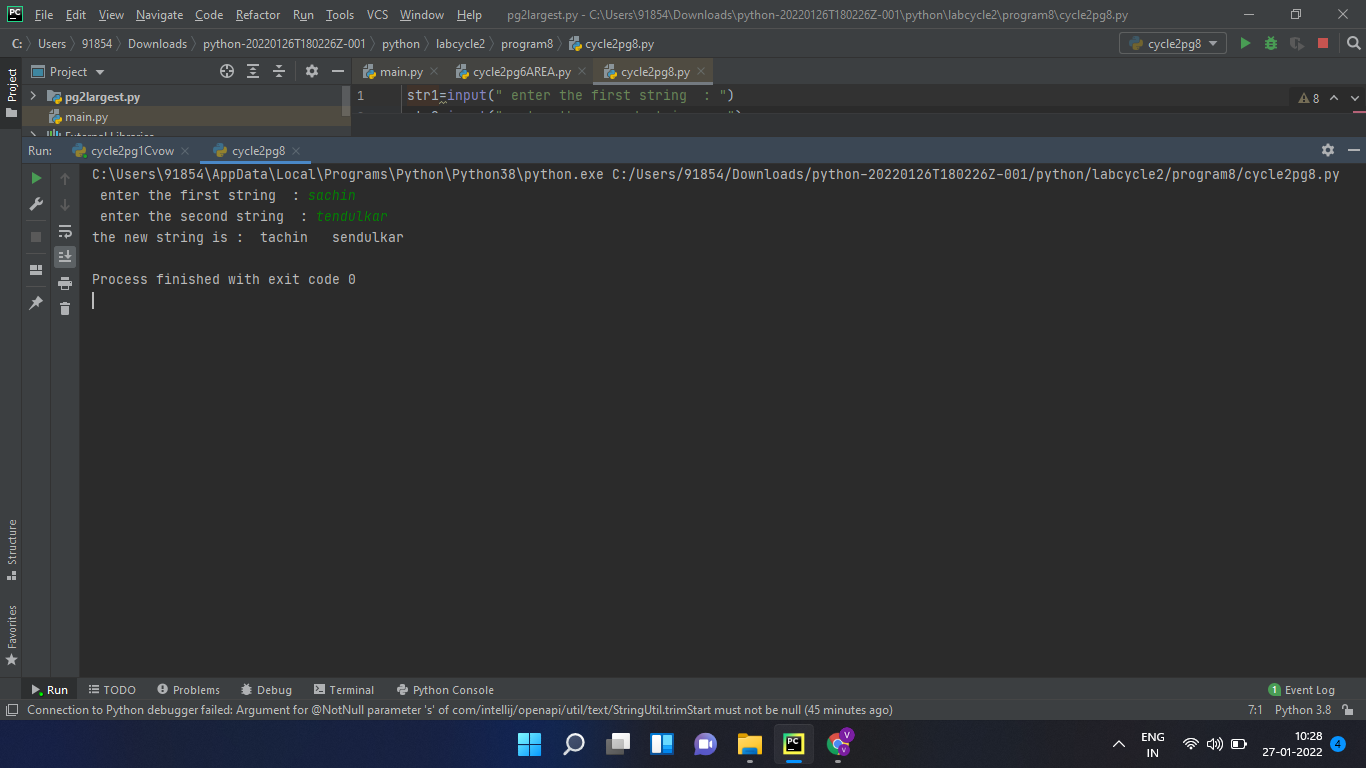 PC File Edit View Navigate Code Refactor Run Tools VCS Window Help pg2largest.py - C:\Users\91854\Downloads\python-20220126T180226Z-001\python\labcycle2\program8\cycle2pg8.py
C: Users 91854 Downloads python-20220126T180226Z-001 python labcycle2 program8 cycle2pg8.py cycle2pg8
Project Project main.py cycle2pg6AREA.py cycle2pg8.py
pg2largest.py 1 str1=input(" enter the first string  : ") 8
main.py
External Libraries
Run: cycle2pg1Cvow cycle2pg8
C:\Users\91854\AppData\Local\Programs\Python\Python38\python.exe C:/Users/91854/Downloads/python-20220126T180226Z-001/python/labcycle2/program8/cycle2pg8.py
 enter the first string  : sachin
 enter the second string  : tendulkar
the new string is :  tachin   sendulkar
Process finished with exit code 0
Structure
Favorites
Run TODO Problems Debug Terminal Python Console 1 Event Log
Connection to Python debugger failed: Argument for @NotNull parameter 's' of com/intellij/openapi/util/text/StringUtil.trimStart must not be null (45 minutes ago) 7:1 Python 3.8
PC V V ENG 10:28
IN 27-01-2022 4